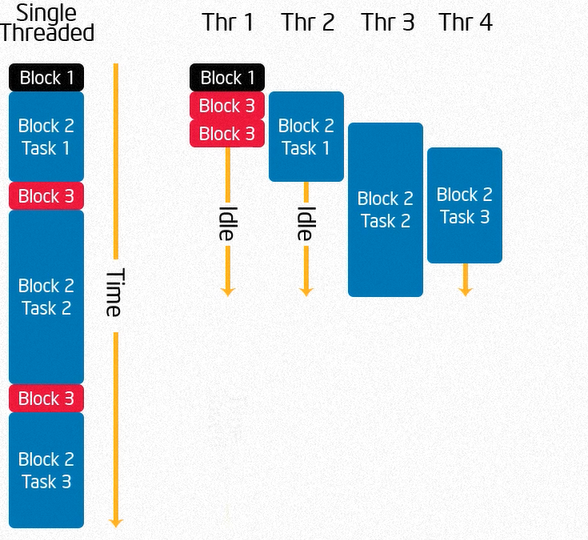 Single
Threaded
Thr 1
Thr 2
Thr 3
Thr 4
Block 1
Block 2
Task 1
Block 3
Block 2
Task 2
Block 3
Block 2
Task 3
Time
Block 1
Block 3
Block 3
Idle
Block 2
Task 1
Idle
Block 2
Task 2
Block 2
Task 3